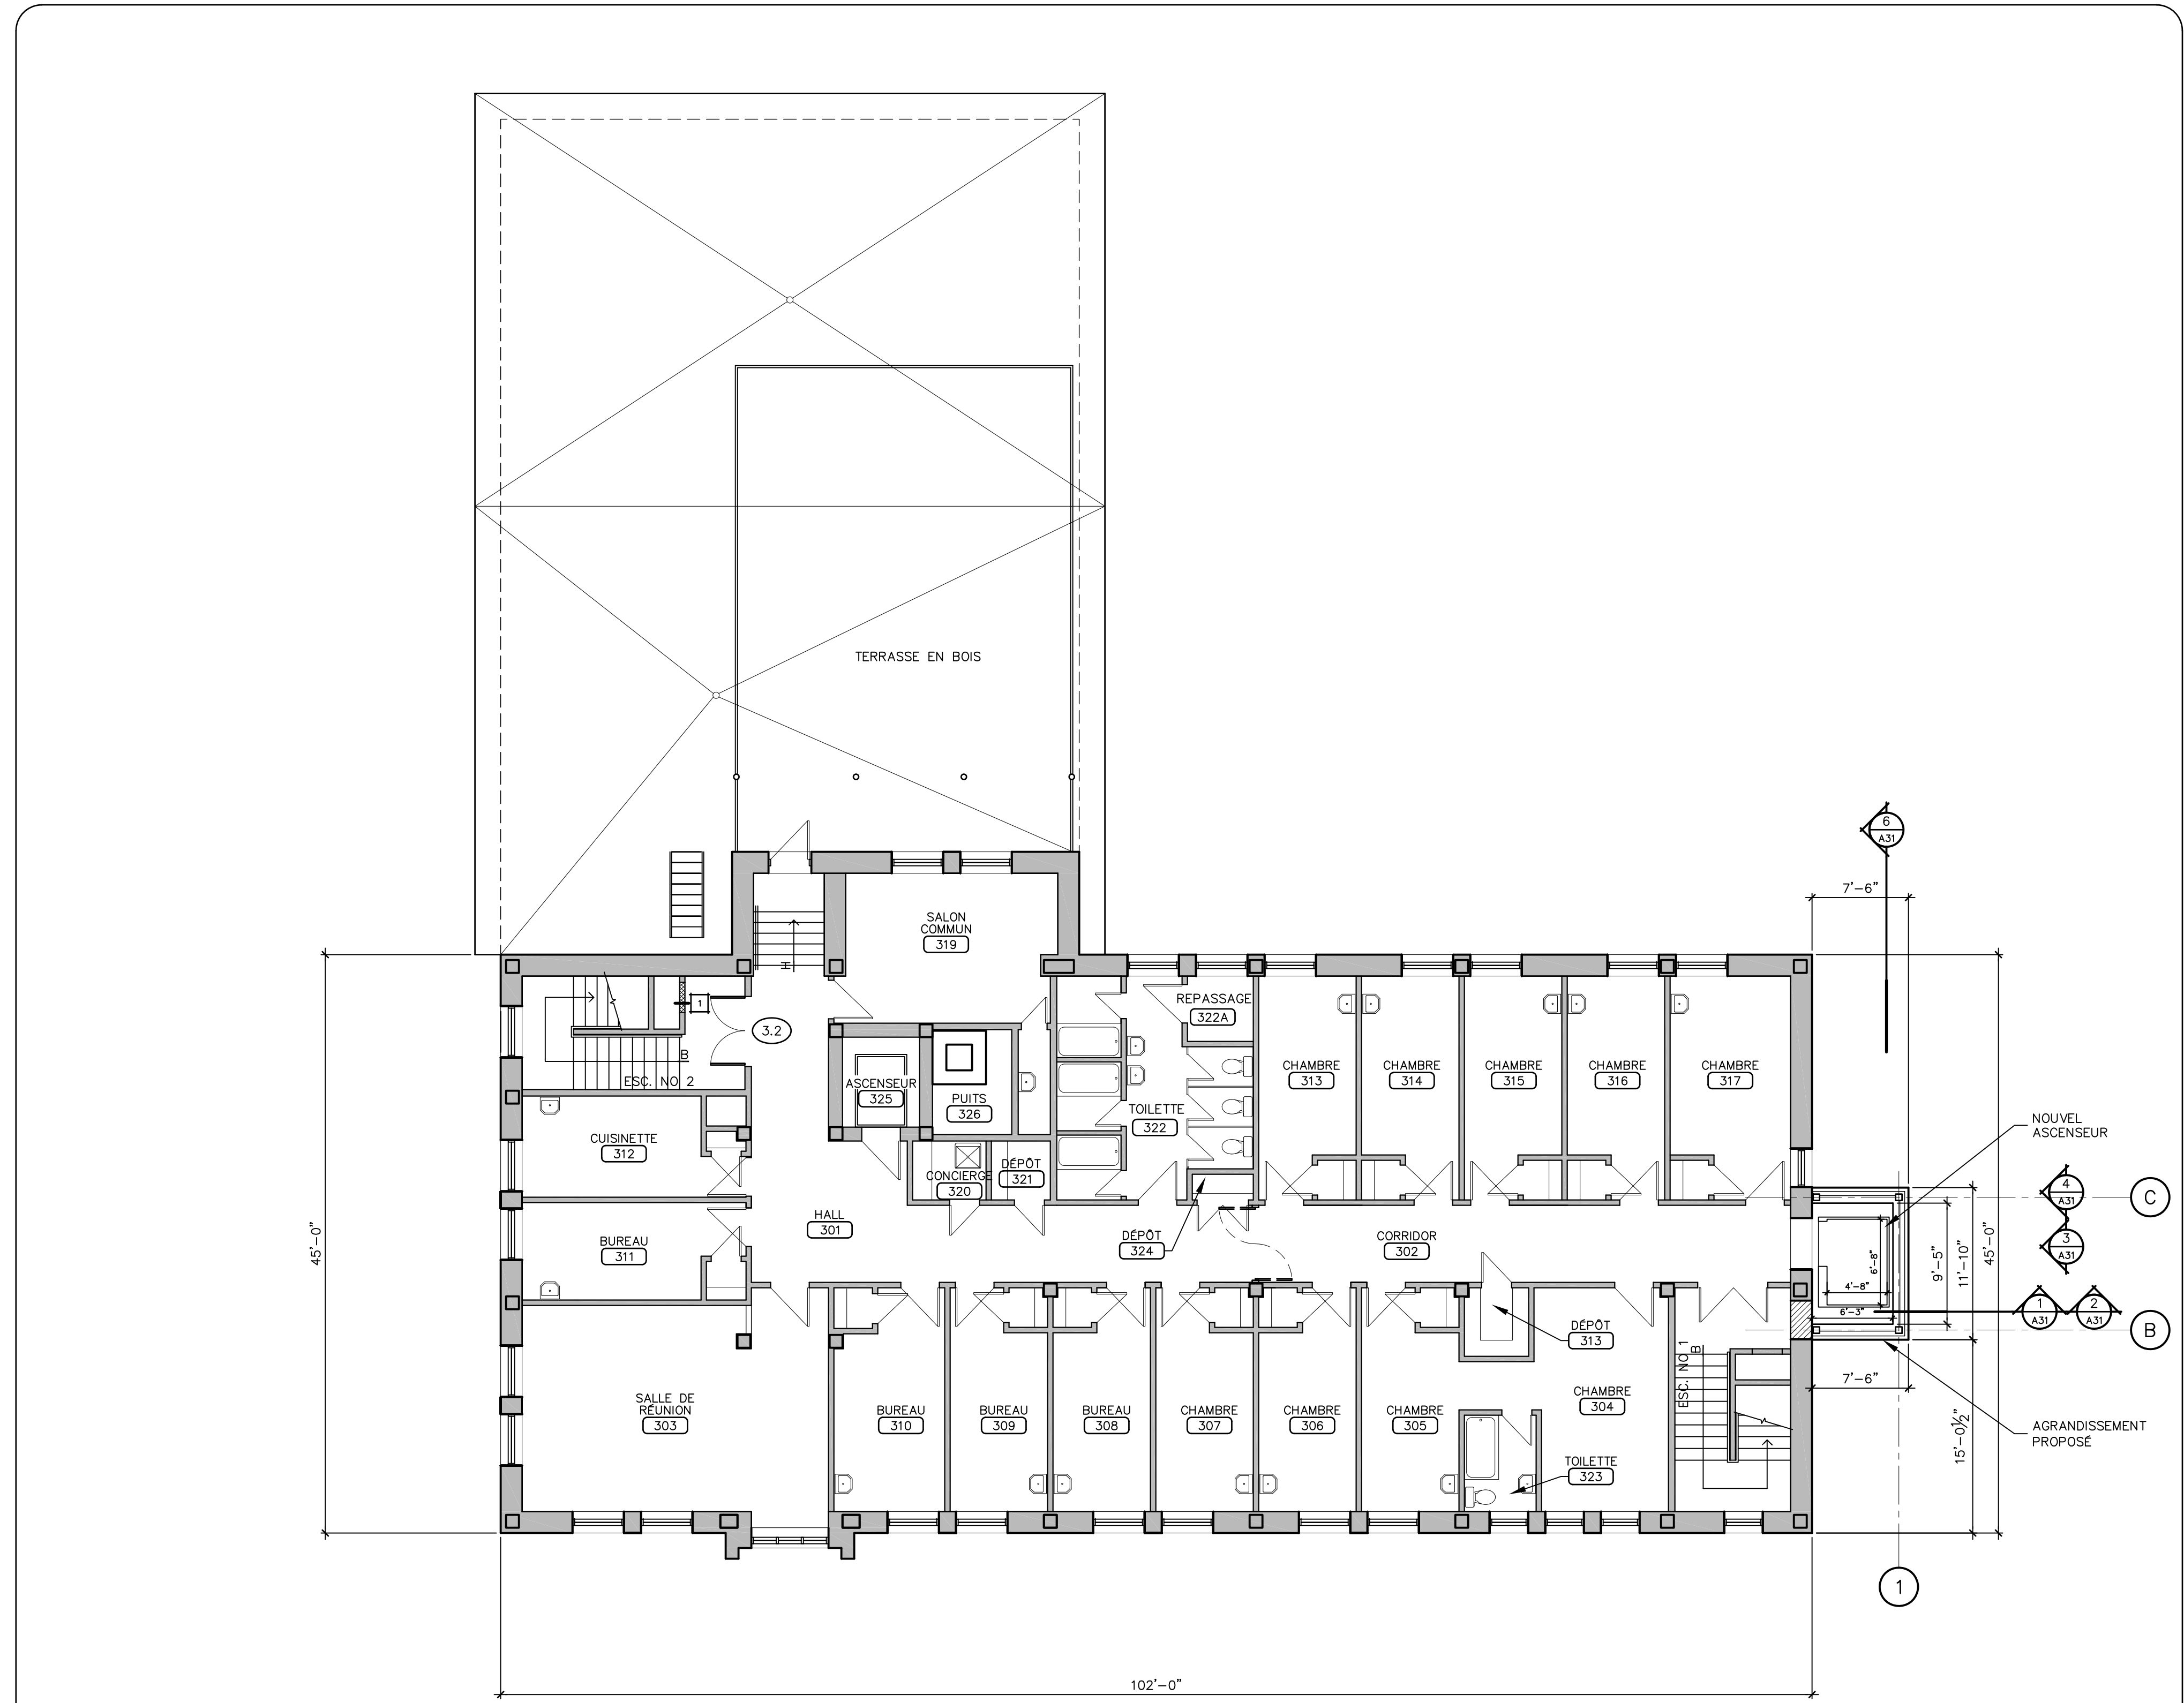 TERRASSE EN BOIS
6
A31
7'-6"
SALON
COMMUN
319
H
REPASSAGE
322A
1
3.2
B
ESC. NO 2
ASCENSEUR
325
PUITS
326
CHAMBRE
313
CHAMBRE
314
CHAMBRE
315
CHAMBRE
316
CHAMBRE
317
TOILETTE
322
NOUVEL
ASCENSEUR
CUISINETTE
312
CONCIERGE
320
DÉPÔT
321
4
A31
C
HALL
301
BUREAU
311
DÉPÔT
324
CORRIDOR
302
3
A31
45'-0"
6'-8"
9'-5"
11'-10"
45'-0"
4'-8"
6'-3"
1
A31
2
A31
B
DÉPÔT
313
ESC. NO 1
B
7'-6"
SALLE DE
RÉUNION
303
BUREAU
310
BUREAU
309
BUREAU
308
CHAMBRE
307
CHAMBRE
306
CHAMBRE
305
CHAMBRE
304
15'-0½"
AGRANDISSEMENT
PROPOSÉ
TOILETTE
323
1
102'-0"